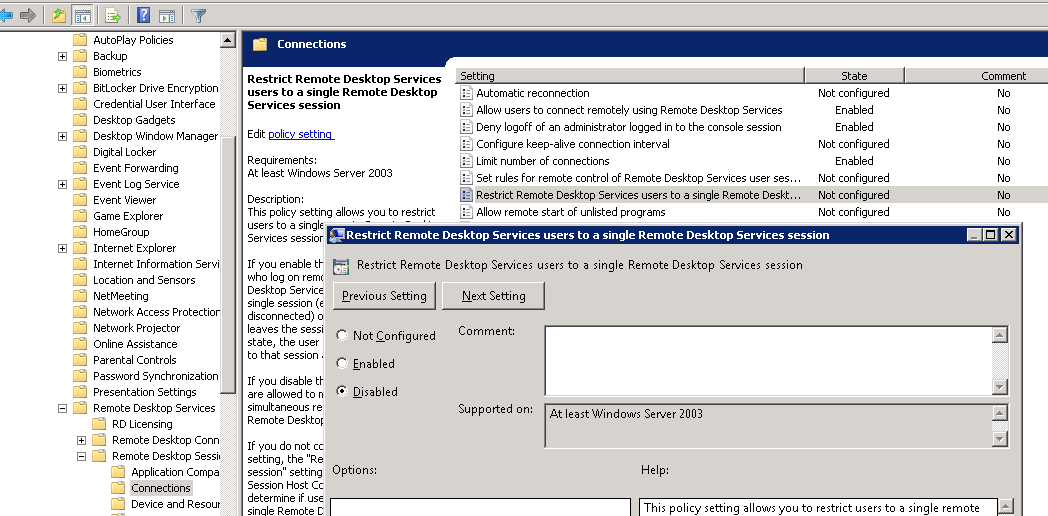 Connections
AutoPlay Policies
Backup
Biometrics
BitLocker Drive Encryption
Credential User Interface
Desktop Gadgets
Desktop Window Manager
Digital Locker
Event Forwarding
Event Log Service
Event Viewer
Game Explorer
HomeGroup
Internet Explorer
Internet Information Servi
Location and Sensors
NetMeeting
Network Access Protection
Network Projector
Online Assistance
Parental Controls
Password Synchronization
Presentation Settings
Remote Desktop Services
RD Licensing
Remote Desktop Conn
Remote Desktop Sessi
Application Compa
Connections
Device and Resour
Restrict Remote Desktop Services
users to a single Remote Desktop
Services session
Edit policy setting
Requirements:
At least Windows Server 2003
Description:
This policy setting allows you to restrict
users to a single
Services session
If you enable th
who log on remo
Desktop Service
single session (e
disconnected) o
leaves the sessi
state, the user
to that session
If you disable th
are allowed to m
simultaneous re
Remote Desktop
If you do not co
setting, the "Re
session" setting
Session Host Co
determine if use
single Remote D
Setting State Comment
Automatic reconnection Not configured No
Allow users to connect remotely using Remote Desktop Services Enabled No
Deny logoff of an administrator logged in to the console session Enabled No
Configure keep-alive connection interval Not configured No
Limit number of connections Enabled No
Set rules for remote control of Remote Desktop Services user ses... Not configured No
Restrict Remote Desktop Services users to a single Remote Deskt... Not configured No
Allow remote start of unlisted programs Not configured No
Restrict Remote Desktop Services users to a single Remote Desktop Services session
Restrict Remote Desktop Services users to a single Remote Desktop Services session
Previous Setting Next Setting
Not Configured
Enabled
Disabled
Comment:
Supported on:
At least Windows Server 2003
Options:
Help:
This policy setting allows you to restrict users to a single remote